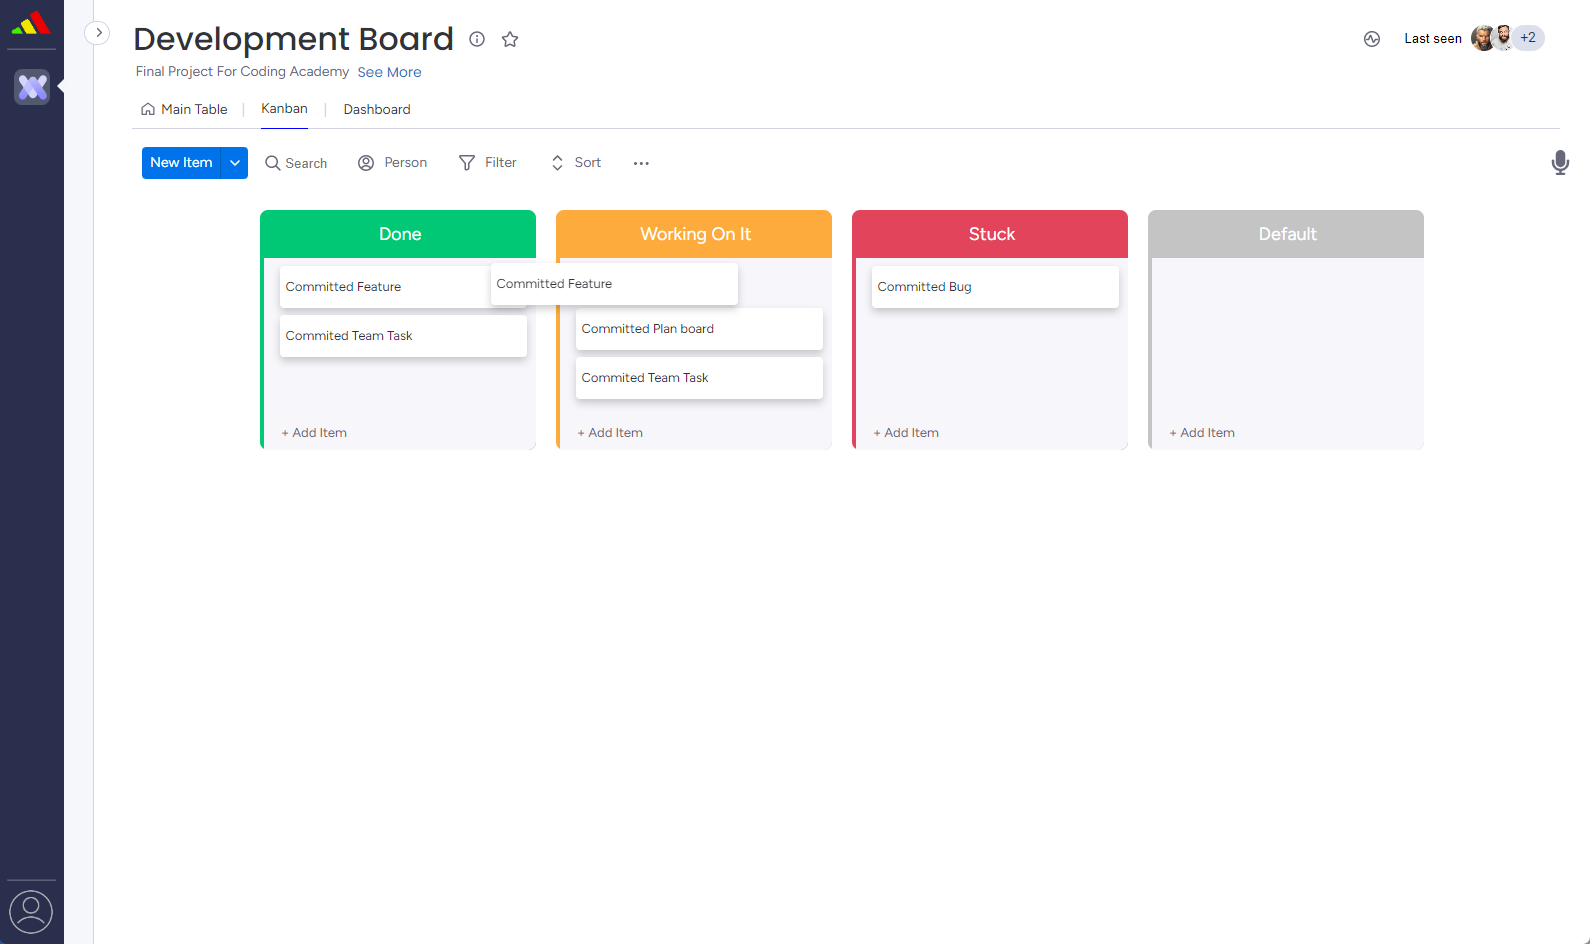 Development Board
Last seen +2
Final Project For Coding Academy See More
Main Table | Kanban | Dashboard
New Item Search Person Filter Sort
Done
Committed Feature
Commited Team Task
+ Add Item
Working On It
Committed Feature
Committed Plan board
Commited Team Task
+ Add Item
Stuck
Committed Bug
+ Add Item
Default
+ Add Item